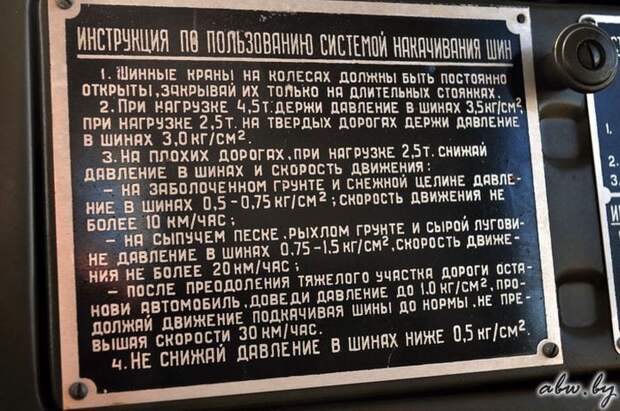 ИНСТРУКЦИЯ ПО ПОЛЬЗОВАНИЮ СИСТЕМОЙ НАКАЧИВАНИЯ ШИН
1. ШИННЫЕ КРАНЫ НА КОЛЕСАХ ДОЛЖНЫ БЫТЬ ПОСТОЯННО
ОТКРЫТЫ, ЗАКРЫВАЙ ИХ ТОЛЬКО НА ДЛИТЕЛЬНЫХ СТОЯНКАХ.
2. ПРИ НАГРУЗКЕ 4,5Т. ДЕРЖИ ДАВЛЕНИЕ В ШИНАХ 3,5КГ/СМ²,
ПРИ НАГРУЗКЕ 2,5Т. НА ТВЕРДЫХ ДОРОГАХ ДЕРЖИ ДАВЛЕНИЕ
В ШИНАХ 3,0 КГ/СМ².
3. НА ПЛОХИХ ДОРОГАХ, ПРИ НАГРУЗКЕ 2,5Т. СНИЖАЙ
ДАВЛЕНИЕ В ШИНАХ И СКОРОСТЬ ДВИЖЕНИЯ:
– НА ЗАБОЛОЧЕННОМ ГРУНТЕ И СНЕЖНОЙ ЦЕЛИНЕ ДАВЛЕ-
НИЕ В ШИНАХ 0,5-0,75 КГ/СМ²; СКОРОСТЬ ДВИЖЕНИЯ НЕ
БОЛЕЕ 10 КМ/ЧАС;
– НА СЫПУЧЕМ ПЕСКЕ, РЫХЛОМ ГРУНТЕ И СЫРОЙ ЛУГОВИ-
НЕ ДАВЛЕНИЕ В ШИНАХ 0,75-1,5 КГ/СМ², СКОРОСТЬ ДВИЖЕ-
НИЯ НЕ БОЛЕЕ 20 КМ/ЧАС;
– ПОСЛЕ ПРЕОДОЛЕНИЯ ТЯЖЕЛОГО УЧАСТКА ДОРОГИ ОСТА-
НОВИ АВТОМОБИЛЬ, ДОВЕДИ ДАВЛЕНИЕ ДО 1,0 КГ/СМ², ПРО-
ДОЛЖАЙ ДВИЖЕНИЕ ПОДКАЧИВАЯ ШИНЫ ДО НОРМЫ, НЕ ПРЕ-
ВЫШАЯ СКОРОСТИ 30 КМ/ЧАС.
4. НЕ СНИЖАЙ ДАВЛЕНИЕ В ШИНАХ НИЖЕ 0,5 КГ/СМ².
abw.by